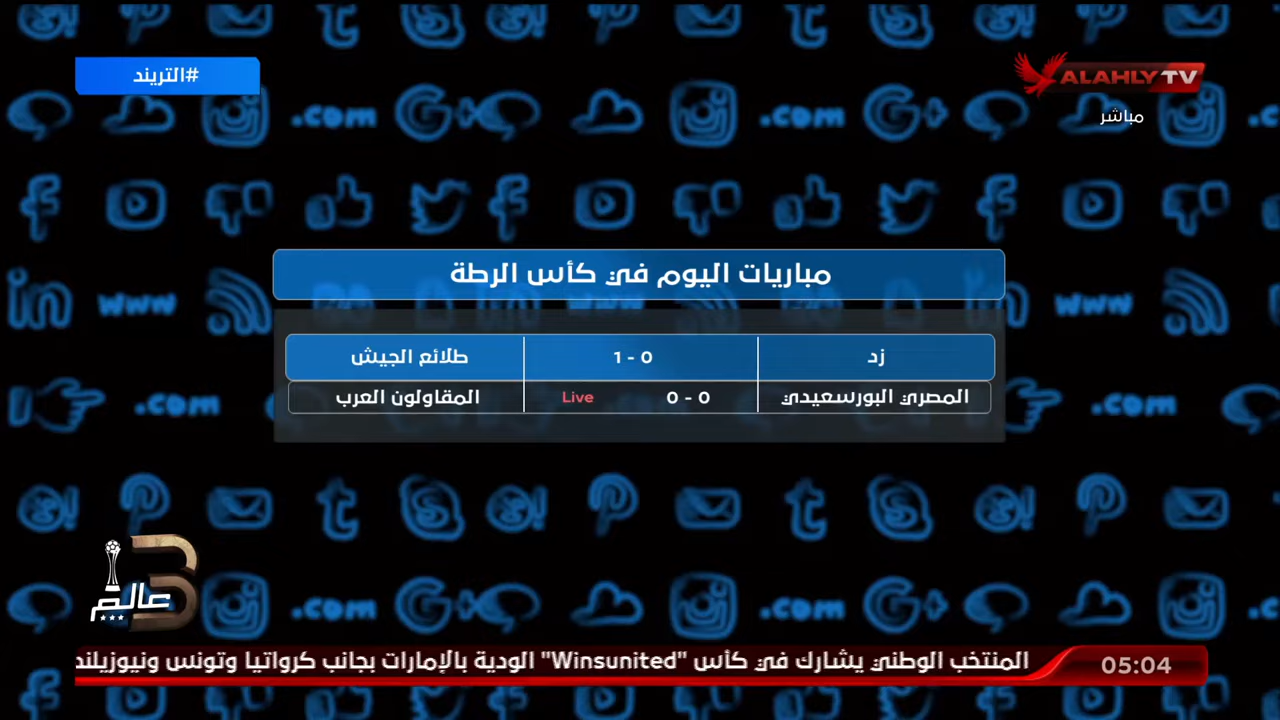 #التريند
ALAHLY TV
مباشر
مباريات اليوم في كأس الرطة
زد 1 - 0 طلائع الجيش
المصري البورسعيدي 0 - 0 Live المقاولون العرب
3 عالم
المنتخب الوطني يشارك في كأس "Winsunited" الودية بالإمارات بجانب كرواتيا وتونس ونيوزيلند
05:04